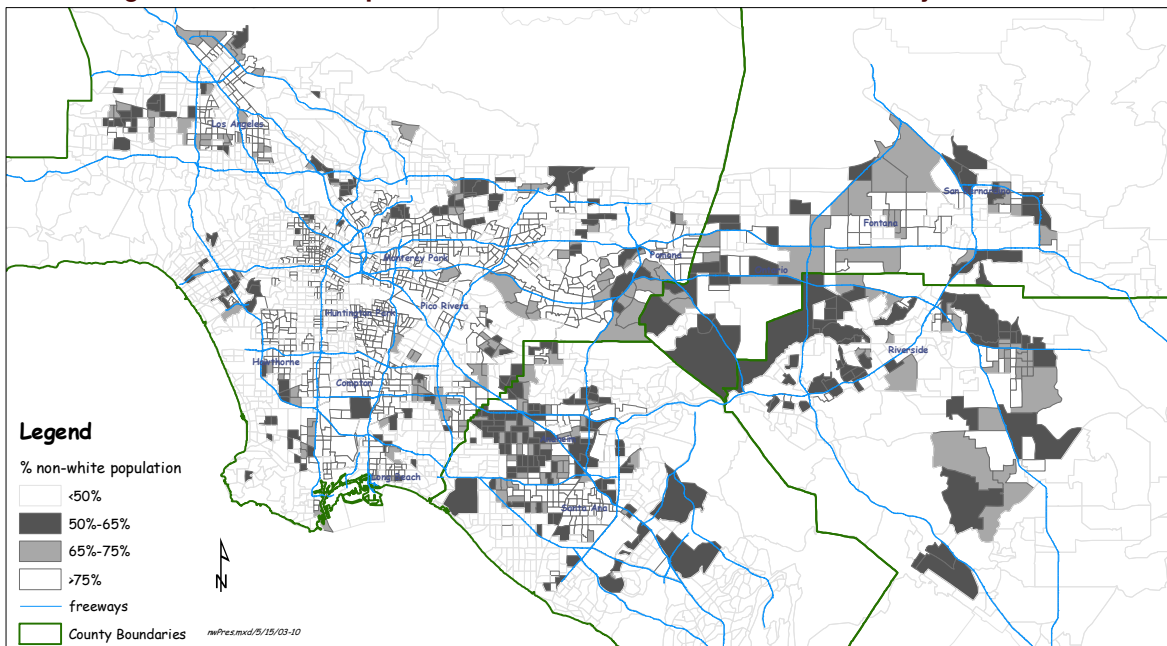 Los Angeles
San Bernardino
Fontana
Monterey Park
Pomona
Pico Rivera
Huntington Park
Riverside
Hawthorne
Compton
Long Beach
Santa Ana
Legend
% non-white population
<50%
50%-65%
65%-75%
>75%
freeways
County Boundaries
nwPres.mxd/5/15/03-10
N